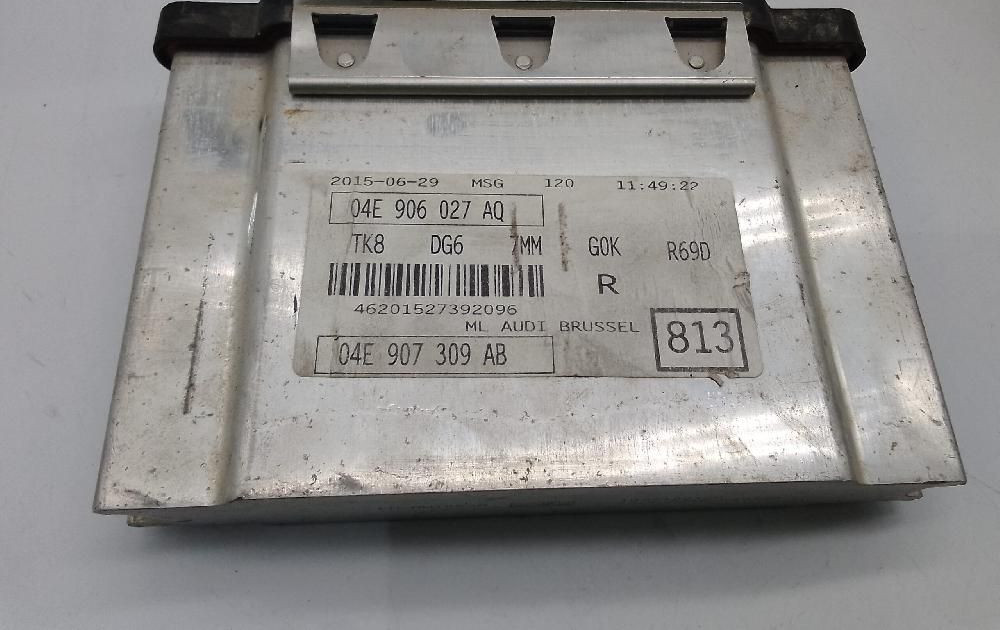 2015-06-29 MSG 120 11:49:22
04E 906 027 AQ
TK8 DG6 7MM G0K R69D
R
46201527392096
ML AUDI BRUSSEL
813
04E 907 309 AB